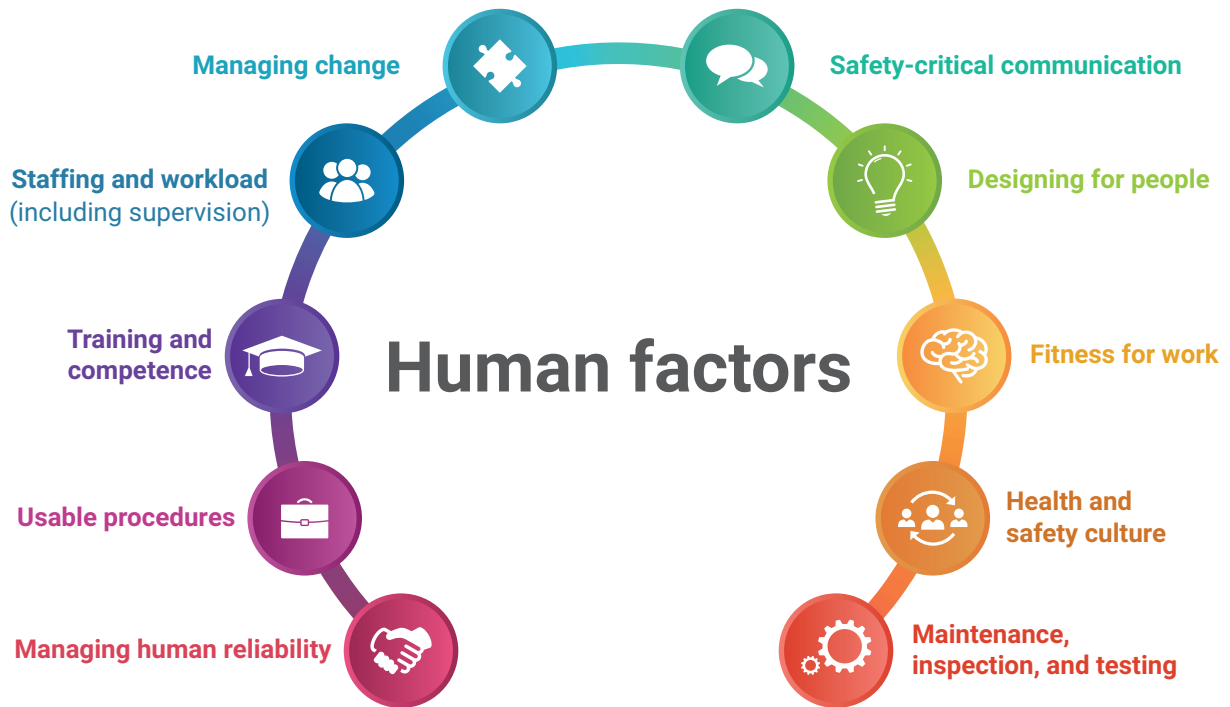 Managing change
Safety-critical communication
Staffing and workload
(including supervision)
Designing for people
Training and
competence
Human factors
Fitness for work
Usable procedures
Health and
safety culture
Managing human reliability
Maintenance,
inspection, and testing